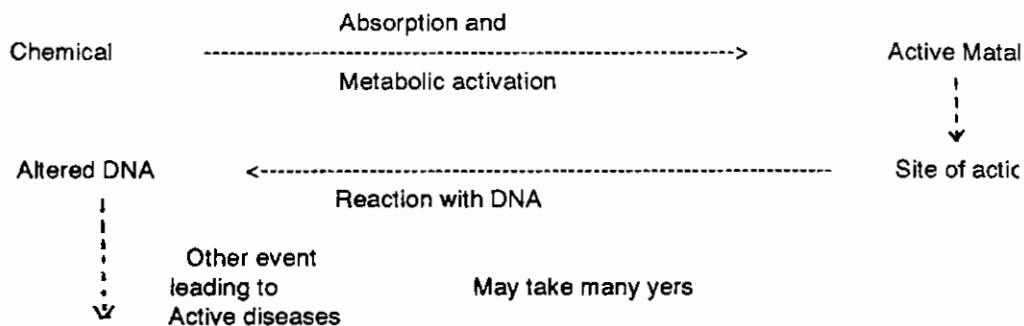 Absorption and
Chemical Active Matal
Metabolic activation
Altered DNA Site of actic
Reaction with DNA
Other event
leading to May take many yers
Active diseases